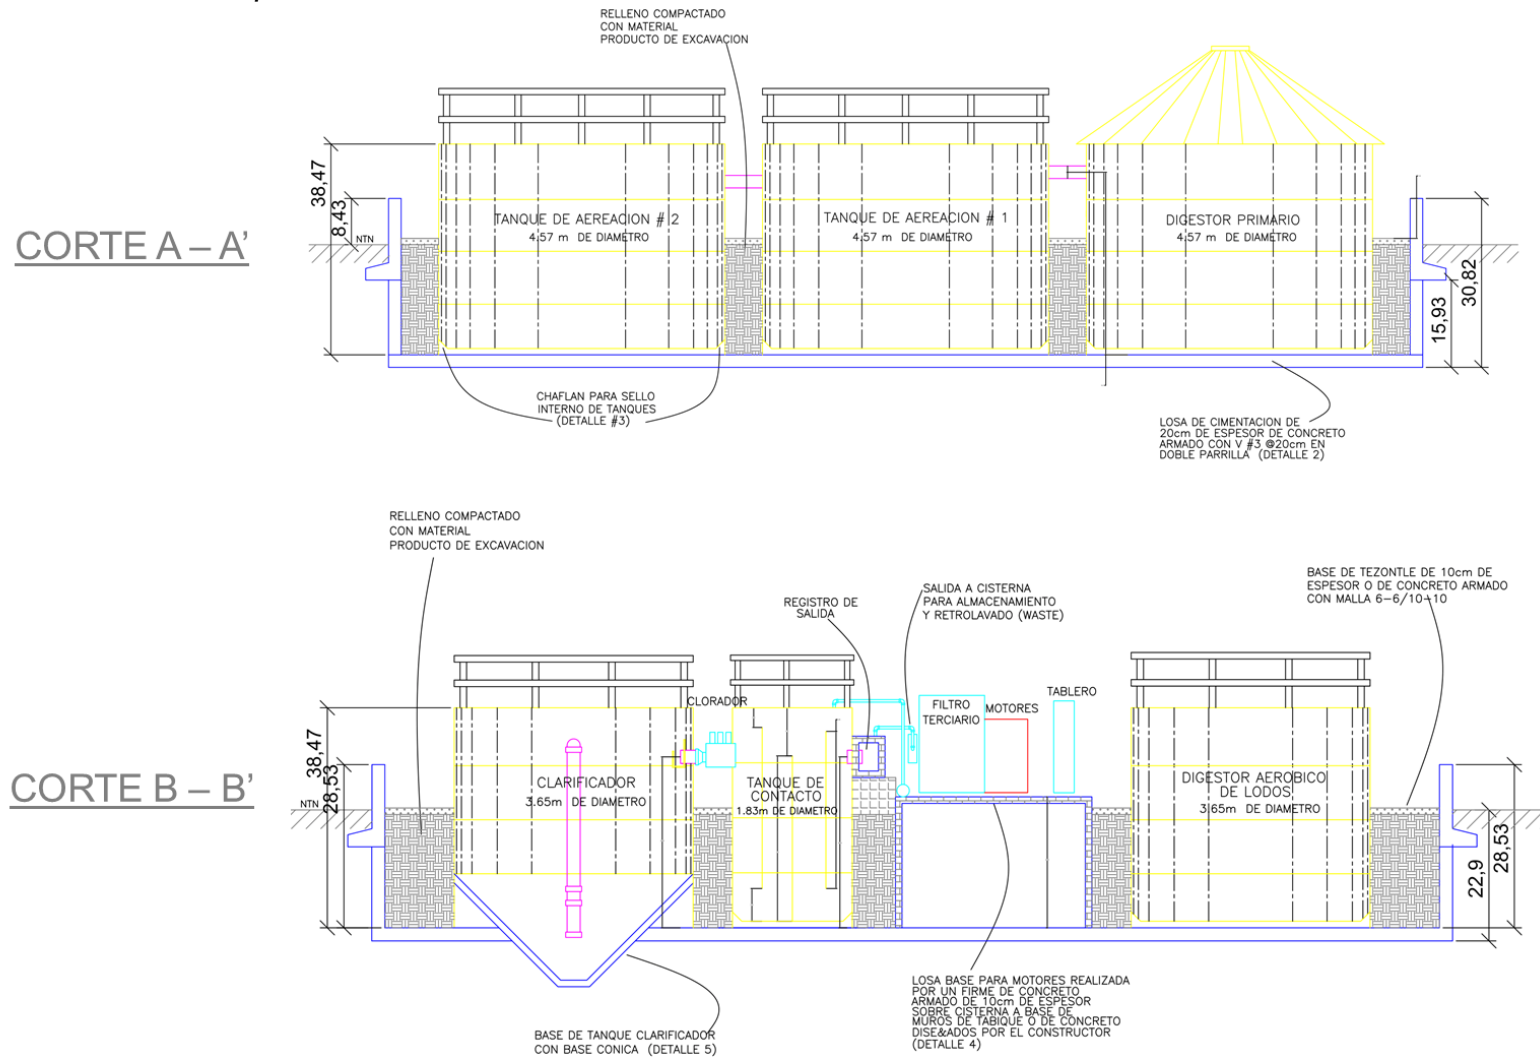 RELLENO COMPACTADO
CON MATERIAL
PRODUCTO DE EXCAVACION
38,47
8,43
NTN
CORTE A – A’
TANQUE DE AEREACION # 2
4.57 m DE DIAMETRO
TANQUE DE AEREACION # 1
4.57 m DE DIAMETRO
DIGESTOR PRIMARIO
4.57 m DE DIAMETRO
15,93
30,82
CHAFLAN PARA SELLO
INTERNO DE TANQUES
(DETALLE #3)
LOSA DE CIMENTACION DE
20cm DE ESPESOR DE CONCRETO
ARMADO CON V #3 @20cm EN
DOBLE PARRILLA (DETALLE 2)
RELLENO COMPACTADO
CON MATERIAL
PRODUCTO DE EXCAVACION
REGISTRO DE
SALIDA
SALIDA A CISTERNA
PARA ALMACENAMIENTO
Y RETROLAVADO (WASTE)
BASE DE TEZONTLE DE 10cm DE
ESPESOR O DE CONCRETO ARMADO
CON MALLA 6-6/10-10
CLORADOR
FILTRO
TERCIARIO
MOTORES
TABLERO
38,47
28,53
NTN
CORTE B – B’
CLARIFICADOR
3.65m DE DIAMETRO
TANQUE DE
CONTACTO
1.83m DE DIAMETRO
DIGESTOR AEROBICO
DE LODOS
3.65m DE DIAMETRO
22,9
28,53
BASE DE TANQUE CLARIFICADOR
CON BASE CONICA (DETALLE 5)
LOSA BASE PARA MOTORES REALIZADA
POR UN FIRME DE CONCRETO
ARMADO DE 10cm DE ESPESOR
SOBRE CISTERNA A BASE DE
MUROS DE TABIQUE O DE CONCRETO
DISE&ADOS POR EL CONSTRUCTOR
(DETALLE 4)